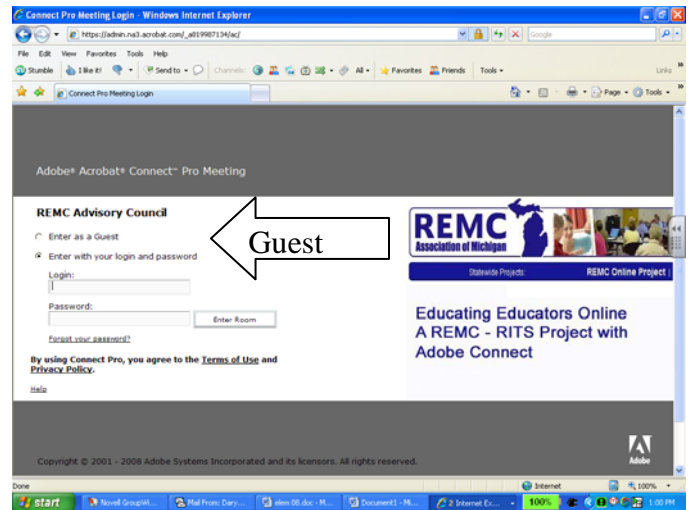 Connect Pro Meeting Login - Windows Internet Explorer
https://admin.na3.acrobat.com/_a819987134/ac/
Google
File Edit View Favorites Tools Help
Stumble I like it! Send to Channels: All Favorites Friends Tools Links
Connect Pro Meeting Login Page Tools
Adobe® Acrobat® Connect™ Pro Meeting
REMC Advisory Council
Enter as a Guest
Guest
Enter with your login and password
Login:
Password:
Enter Room
Forgot your password?
By using Connect Pro, you agree to the Terms of Use and
Privacy Policy.
Help
REMC
Association of Michigan
Statewide Projects: REMC Online Project |
Educating Educators Online
A REMC - RITS Project with
Adobe Connect
Copyright © 2001 - 2008 Adobe Systems Incorporated and its licensors. All rights reserved.
Adobe
Done Internet 100%
start Novell GroupWi... Mail From: Dary... elem 08.doc - M... Document1 - Mi... 2 Internet Ex... 100% 1:00 PM